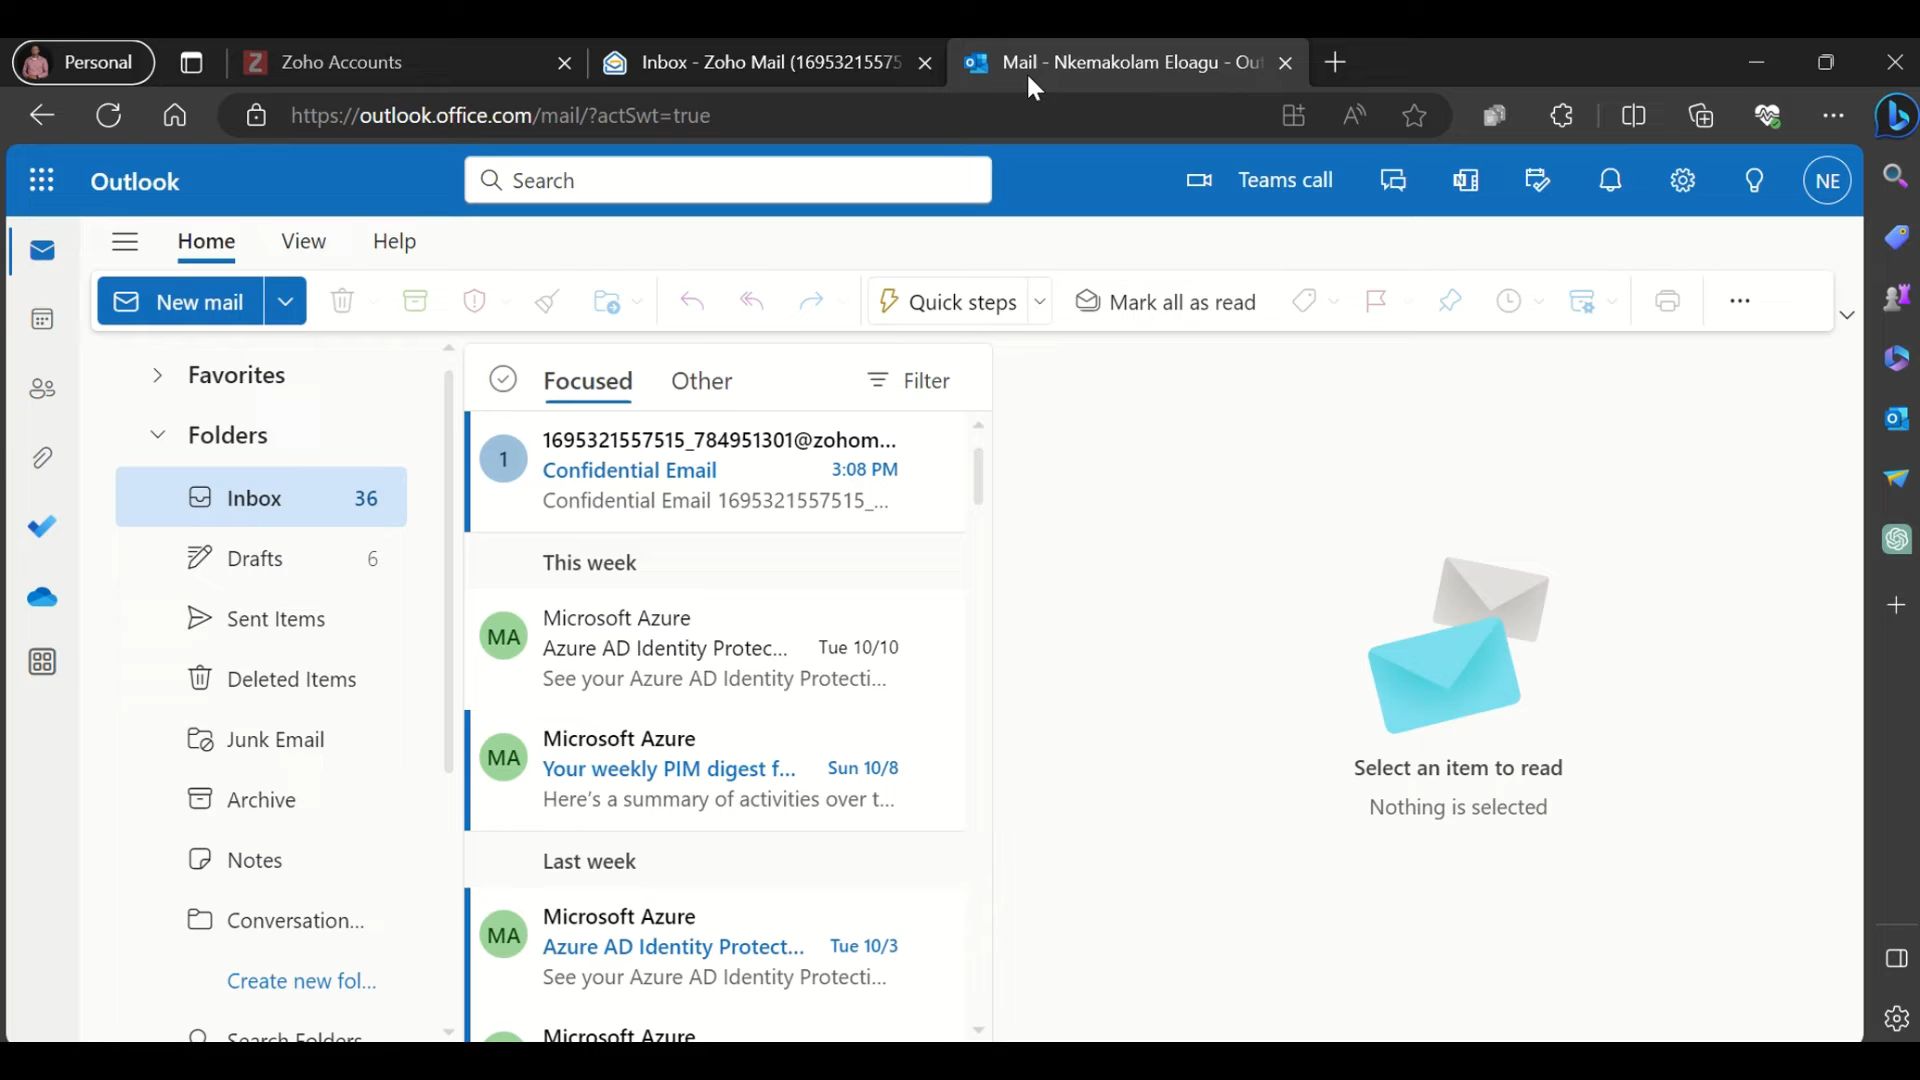 Personal
Zoho Accounts
Inbox - Zoho Mail (16953215575
Mail - Nkemakolam Eloagu - Ou
https://outlook.office.com/mail/?actSwt=true
Outlook
Search
Teams call
NE
Home View Help
New mail
Quick steps
Mark all as read
Favorites
Folders
Inbox 36
Drafts 6
Sent Items
Deleted Items
Junk Email
Archive
Notes
Conversation...
Create new fol...
Search Folders
Focused Other Filter
1
1695321557515_784951301@zohom...
Confidential Email 3:08 PM
Confidential Email 1695321557515_...
This week
MA
Microsoft Azure
Azure AD Identity Protec... Tue 10/10
See your Azure AD Identity Protecti...
MA
Microsoft Azure
Your weekly PIM digest f... Sun 10/8
Here's a summary of activities over t...
Last week
MA
Microsoft Azure
Azure AD Identity Protect... Tue 10/3
See your Azure AD Identity Protecti...
Microsoft Azure
Select an item to read
Nothing is selected